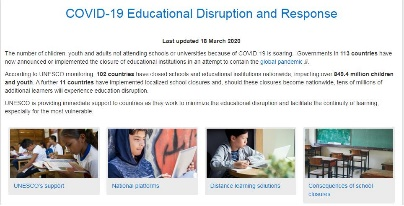 COVID-19 Educational Disruption and Response
Last updated 18 March 2020
The number of children, youth and adults not attending schools or universities because of COVID 19 is soaring. Governments in 113 countries have
now announced or implemented the closure of educational institutions in an attempt to contain the global pandemic
According to UNESCO monitoring, 102 countries have closed schools and educational institutions nationwide, impacting over 849.4 million children
and youth. A further 11 countries have implemented localized school closures and, should these closures become nationwide, tens of millions of
additional learners will experience education disruption.
UNESCO is providing immediate support to countries as they work to minimize the educational disruption and facilitate the continuity of learning,
especially for the most vulnerable.
UNESCO's support
National platforms
Distance learning solutions
Consequences of school
closures